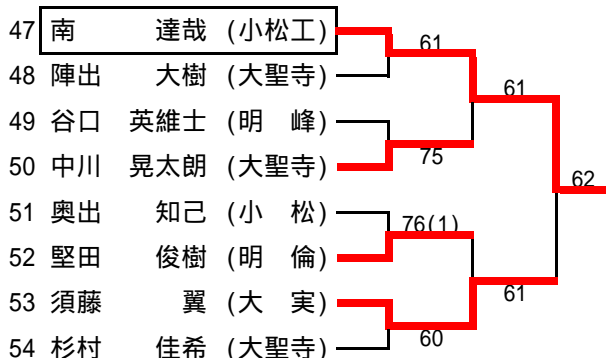 47 南 達哉 (小松工)
61
48 陣出 大樹 (大聖寺)
61
49 谷口 英維士 (明 峰)
75
50 中川 晃太朗 (大聖寺)
62
51 奥出 知己 (小 松)
76(1)
52 堅田 俊樹 (明 倫)
61
53 須藤 翼 (大 実)
60
54 杉村 佳希 (大聖寺)